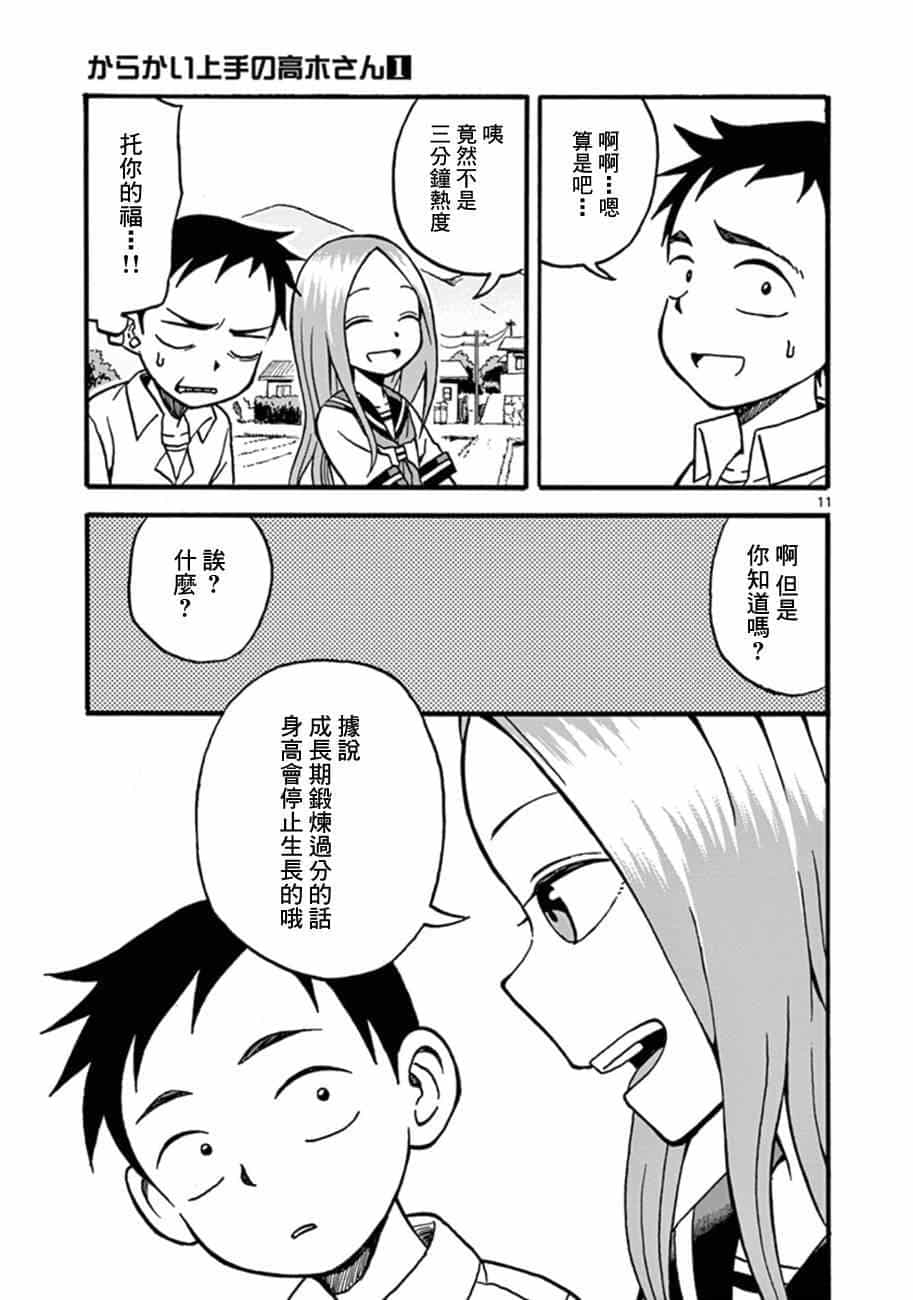 からかい上手の高木さん1
啊啊…嗯
算是吧…
咦
竟然不是
三分鐘熱度
托你的福…!!
11
啊 但是
你知道嗎?
誒?
什麼?
據說
成長期鍛煉過分的話
身高會停止生長的哦